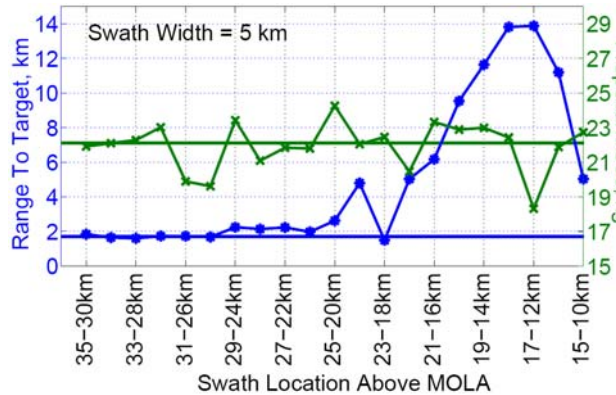 Swath Width = 5 km
Range To Target, km
14
12
10
8
6
4
2
0
29
27
25
23
21
19
17
15
35-30km
33-28km
31-26km
29-24km
27-22km
25-20km
23-18km
21-16km
19-14km
17-12km
15-10km
Swath Location Above MOLA